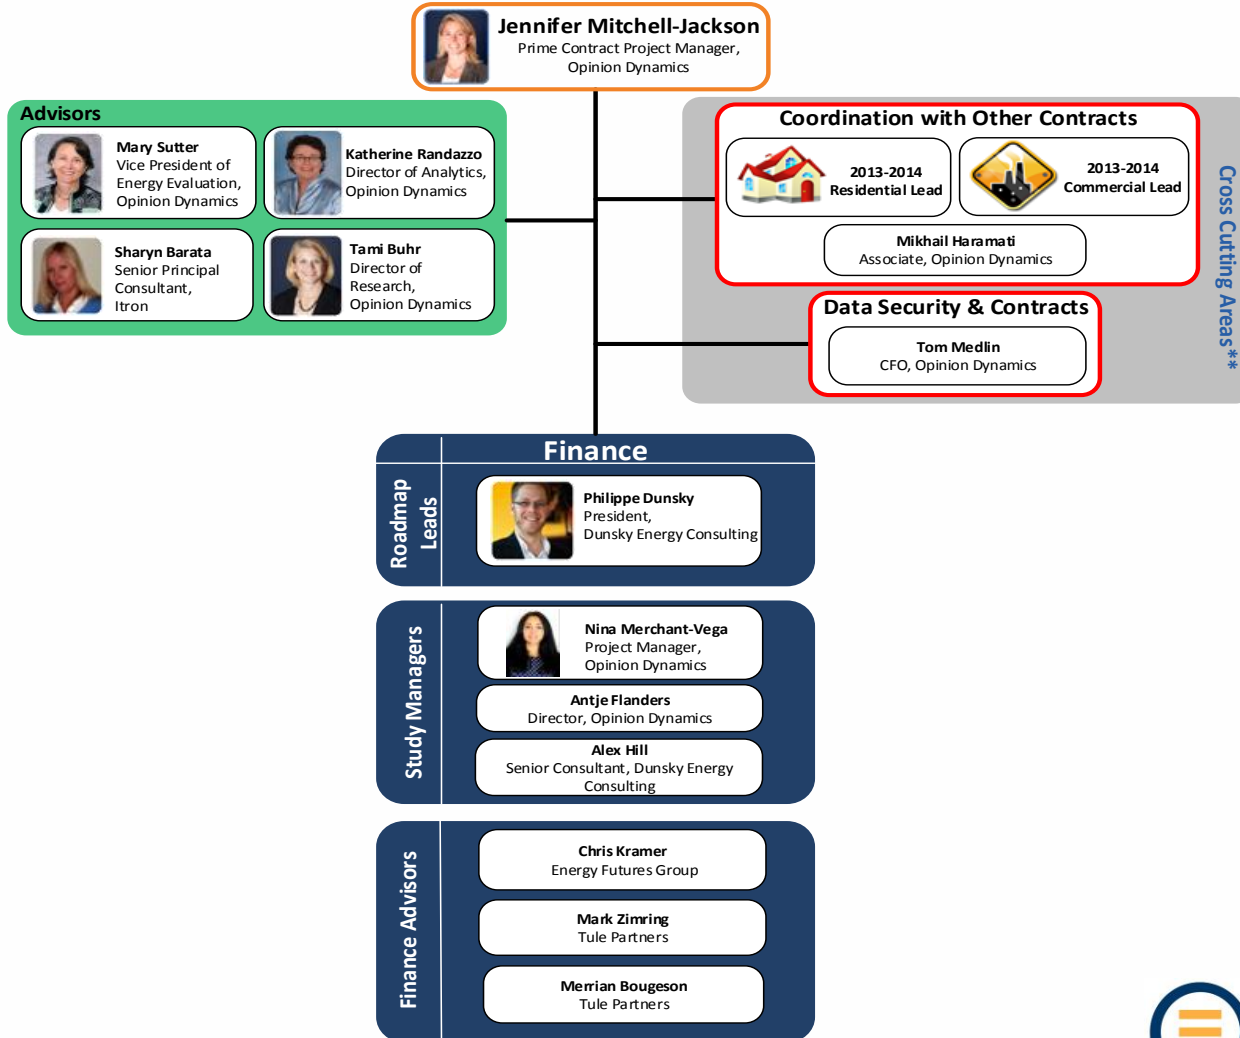 Jennifer Mitchell-Jackson
Prime Contract Project Manager,
Opinion Dynamics
Advisors
Mary Sutter
Vice President of
Energy Evaluation,
Opinion Dynamics
Katherine Randazzo
Director of Analytics,
Opinion Dynamics
Sharyn Barata
Senior Principal
Consultant,
Itron
Tami Buhr
Director of
Research,
Opinion Dynamics
Coordination with Other Contracts
2013-2014
Residential Lead
2013-2014
Commercial Lead
Mikhail Haramati
Associate, Opinion Dynamics
Data Security & Contracts
Tom Medlin
CFO, Opinion Dynamics
Cross Cutting Areas**
Finance
Roadmap
Leads
Philippe Dunsky
President,
Dunsky Energy Consulting
Study Managers
Nina Merchant-Vega
Project Manager,
Opinion Dynamics
Antje Flanders
Director, Opinion Dynamics
Alex Hill
Senior Consultant, Dunsky Energy
Consulting
Finance Advisors
Chris Kramer
Energy Futures Group
Mark Zimring
Tule Partners
Merrian Bougeson
Tule Partners